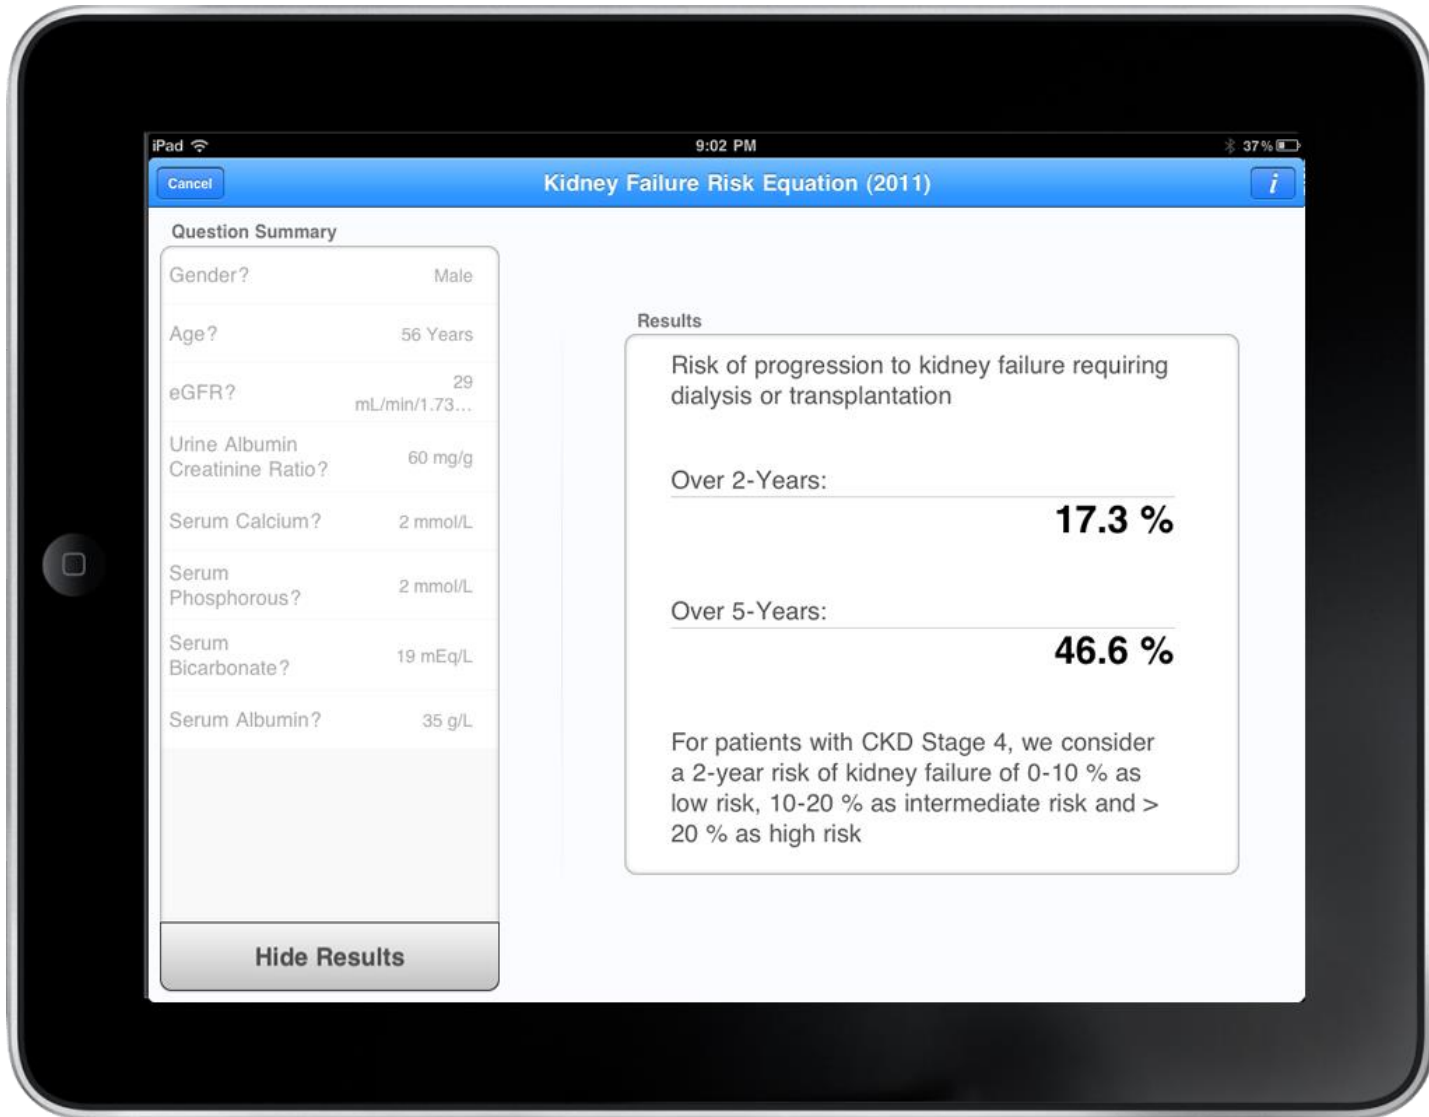 iPad 9:02 PM 37%
Cancel Kidney Failure Risk Equation (2011) i
Question Summary
Gender? Male
Age? 56 Years
eGFR? 29
mL/min/1.73...
Urine Albumin
Creatinine Ratio? 60 mg/g
Serum Calcium? 2 mmol/L
Serum
Phosphorous? 2 mmol/L
Serum
Bicarbonate? 19 mEq/L
Serum Albumin? 35 g/L
Hide Results
Results
Risk of progression to kidney failure requiring
dialysis or transplantation
Over 2-Years:
17.3 %
Over 5-Years:
46.6 %
For patients with CKD Stage 4, we consider
a 2-year risk of kidney failure of 0-10 % as
low risk, 10-20 % as intermediate risk and >
20 % as high risk